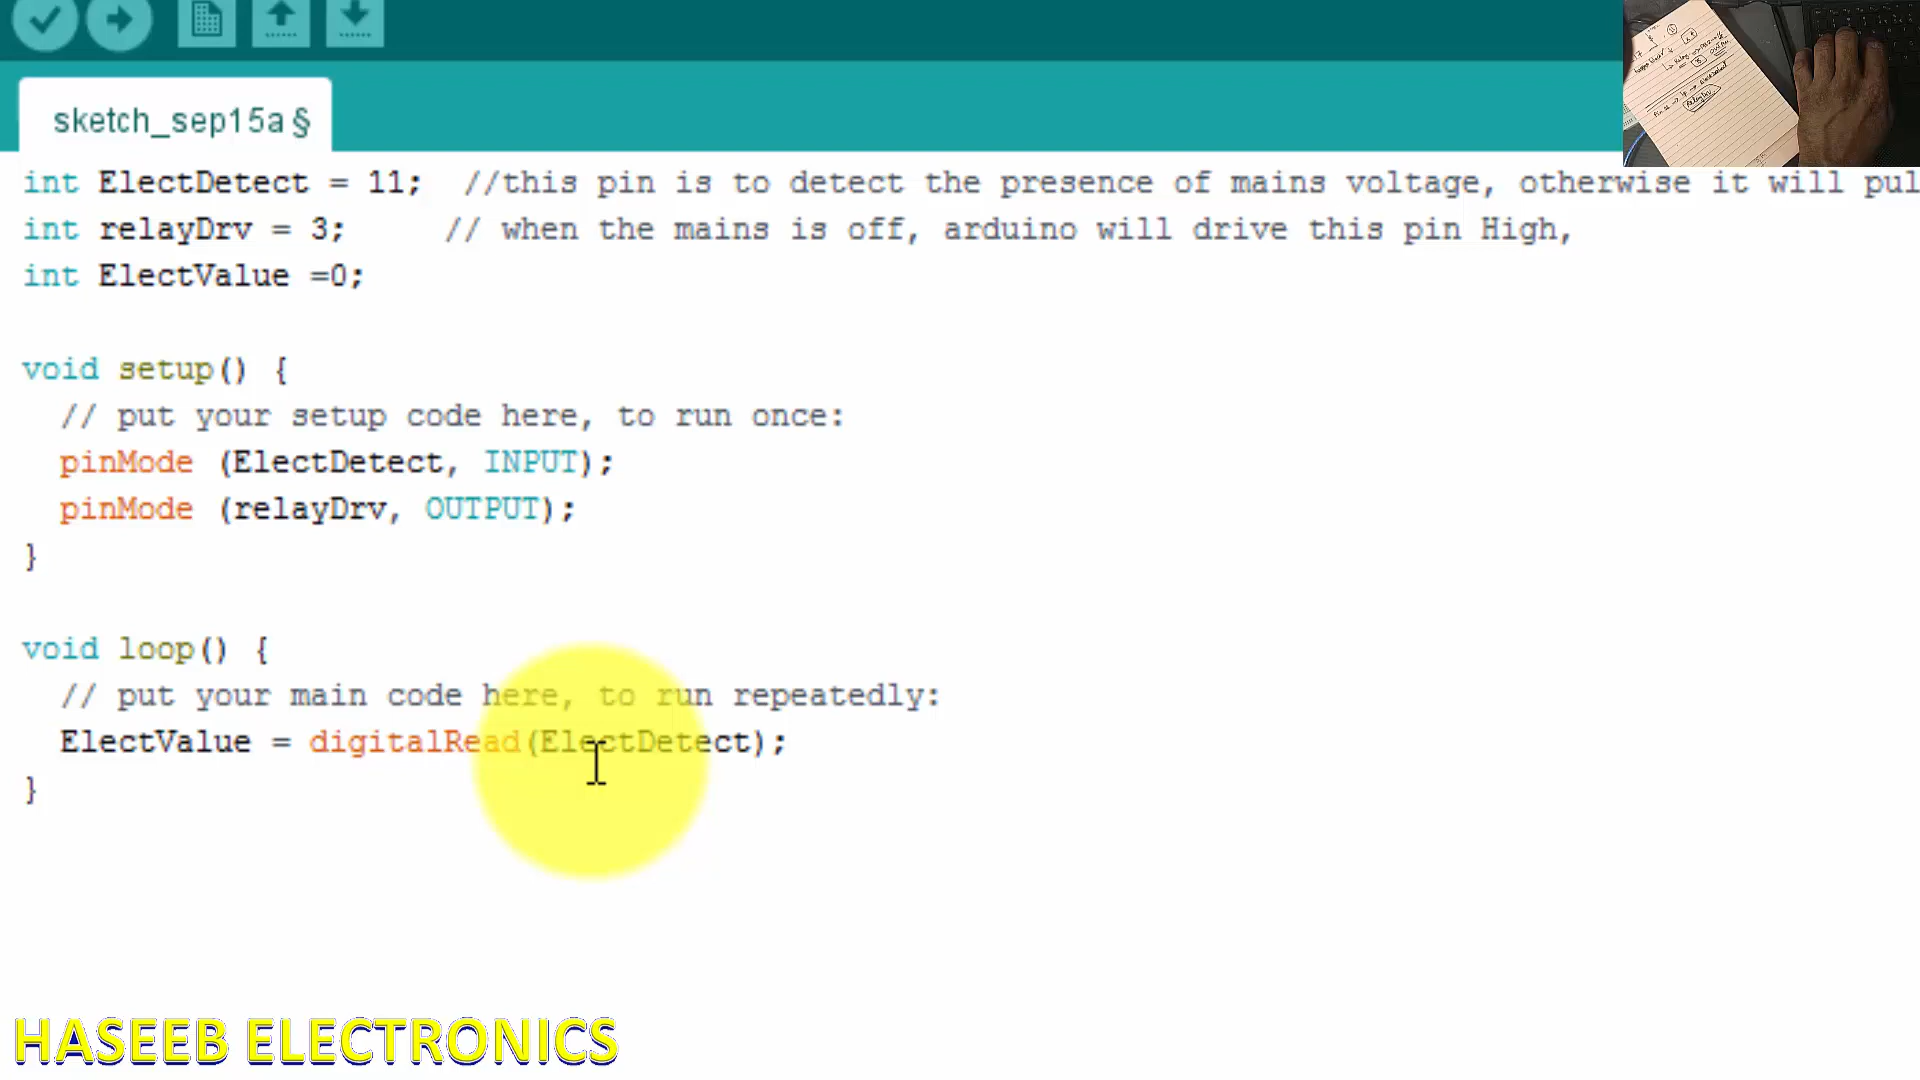 sketch_sep15a §
int ElectDetect = 11;  //this pin is to detect the presence of mains voltage, otherwise it will pul
int relayDrv = 3;     // when the mains is off, arduino will drive this pin High,
int ElectValue =0;
void setup() {
// put your setup code here, to run once:
pinMode (ElectDetect, INPUT);
pinMode (relayDrv, OUTPUT);
}
void loop() {
// put your main code here, to run repeatedly:
ElectValue = digitalRead(ElectDetect);
}
HASEEB ELECTRONICS